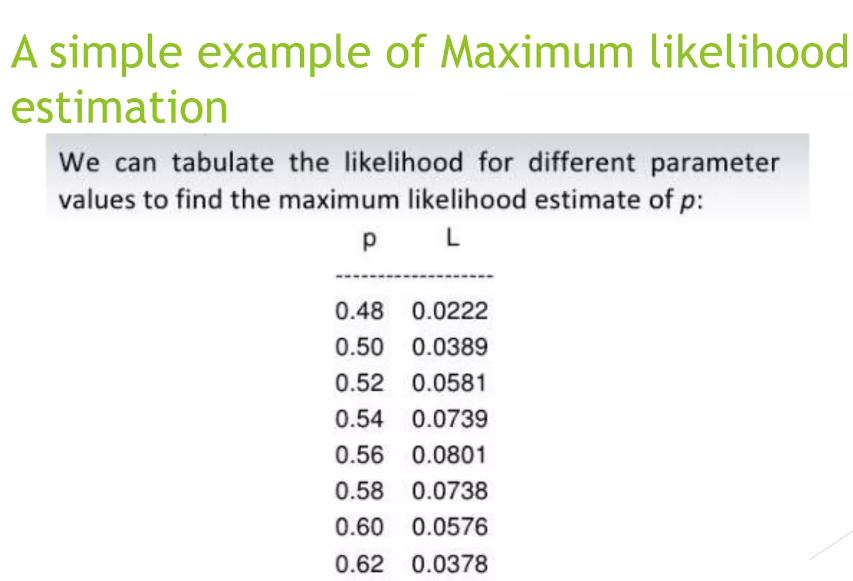 A simple example of Maximum likelihood
estimation
We can tabulate the likelihood for different parameter
values to find the maximum likelihood estimate of p:
p L
--------------------
0.48 0.0222
0.50 0.0389
0.52 0.0581
0.54 0.0739
0.56 0.0801
0.58 0.0738
0.60 0.0576
0.62 0.0378